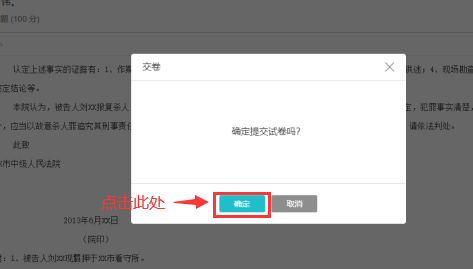 题 (100 分)
交卷
认定上述事实的证据有：1、作案
供述；4、现场勘查
定结论等。
本院认为，被告人刘XX报复杀人
定，犯罪事实清楚，
，应当以故意杀人罪追究其刑事责任
请依法判处。
确定提交试卷吗?
此致
X市中级人民法院
点击此处
确定
取消
2013年6月XX日
（院印）
：1、被告人刘XX现羁押于XX市看守所。